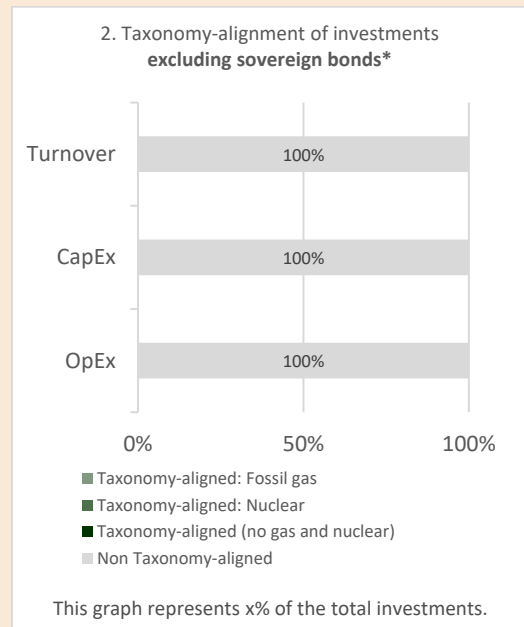 2. Taxonomy-alignment of investments
excluding sovereign bonds*
Turnover
100%
CapEx
100%
OpEx
100%
0%
50%
100%
Taxonomy-aligned: Fossil gas
Taxonomy-aligned: Nuclear
Taxonomy-aligned (no gas and nuclear)
Non Taxonomy-aligned
This graph represents x% of the total investments.